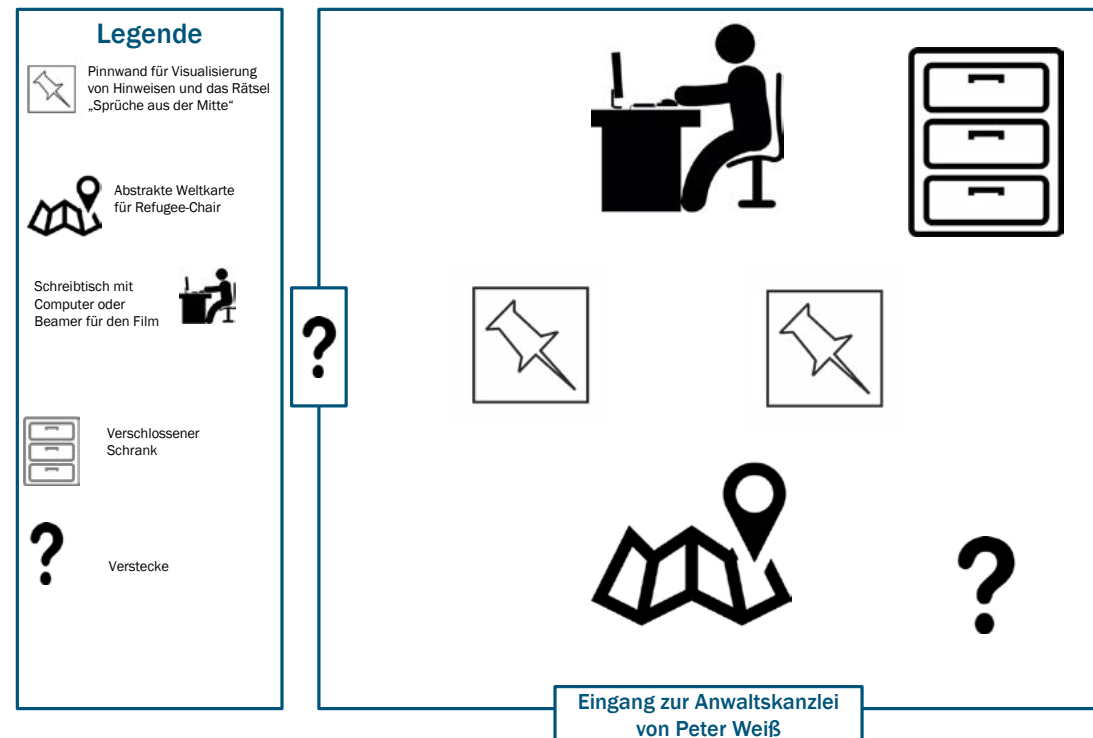 Legende
Pinnwand für Visualisierung
von Hinweisen und das Rätsel
„Sprüche aus der Mitte“
Abstrakte Weltkarte
für Refugee-Chair
Schreibtisch mit
Computer oder
Beamer für den Film
Verschlossener
Schrank
?
Verstecke
?
?
Eingang zur Anwaltskanzlei
von Peter Weiß